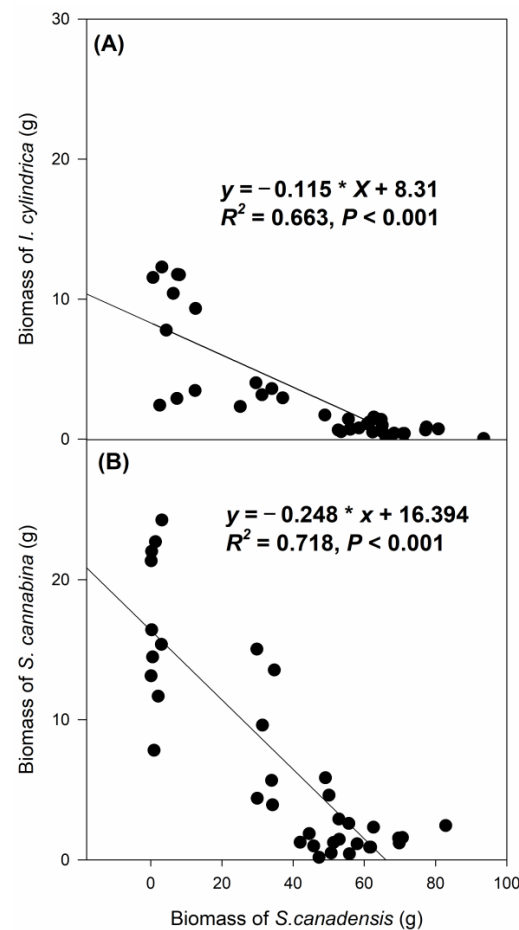 30
(A)
20
y = −0.115 * X + 8.31
R² = 0.663, P < 0.001
10
Biomass of I. cylindrica (g)
0
(B)
y = − 0.248 * x + 16.394
R² = 0.718, P < 0.001
20
10
Biomass of S. cannabina (g)
0
0 20 40 60 80 100
Biomass of S.canadensis (g)